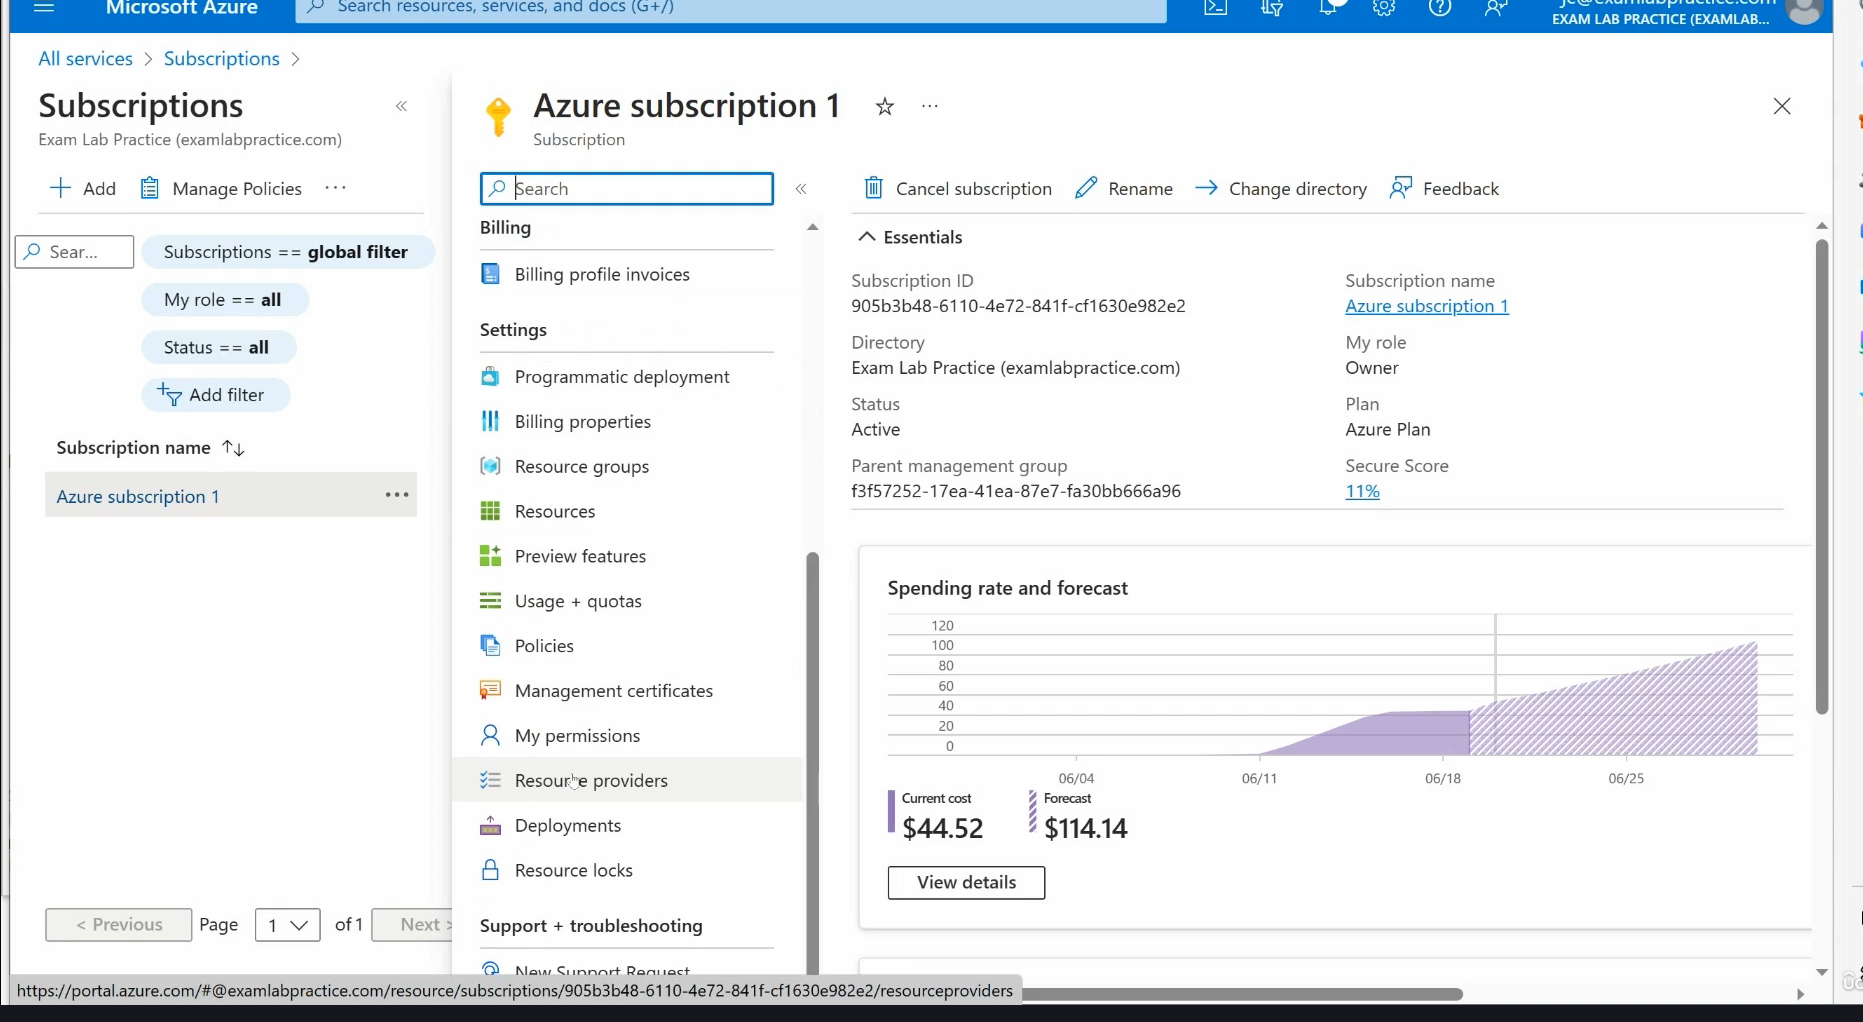 Microsoft Azure
Search resources, services, and docs (G+/)
EXAM LAB PRACTICE (EXAMLAB...
All services > Subscriptions >
Subscriptions
Exam Lab Practice (examlabpractice.com)
Add
Manage Policies
Sear...
Subscriptions == global filter
My role == all
Status == all
Add filter
Subscription name
Azure subscription 1
< Previous
Page
1
of 1
Next >
Azure subscription 1
Subscription
Search
Billing
Billing profile invoices
Settings
Programmatic deployment
Billing properties
Resource groups
Resources
Preview features
Usage + quotas
Policies
Management certificates
My permissions
Resource providers
Deployments
Resource locks
Support + troubleshooting
New Support Request
Cancel subscription
Rename
Change directory
Feedback
Essentials
Subscription ID
905b3b48-6110-4e72-841f-cf1630e982e2
Directory
Exam Lab Practice (examlabpractice.com)
Status
Active
Parent management group
f3f57252-17ea-41ea-87e7-fa30bb666a96
Subscription name
Azure subscription 1
My role
Owner
Plan
Azure Plan
Secure Score
11%
Spending rate and forecast
120
100
80
60
40
20
0
06/04
06/11
06/18
06/25
Current cost
$44.52
Forecast
$114.14
View details
https://portal.azure.com/#@examlabpractice.com/resource/subscriptions/905b3b48-6110-4e72-841f-cf1630e982e2/resourceproviders